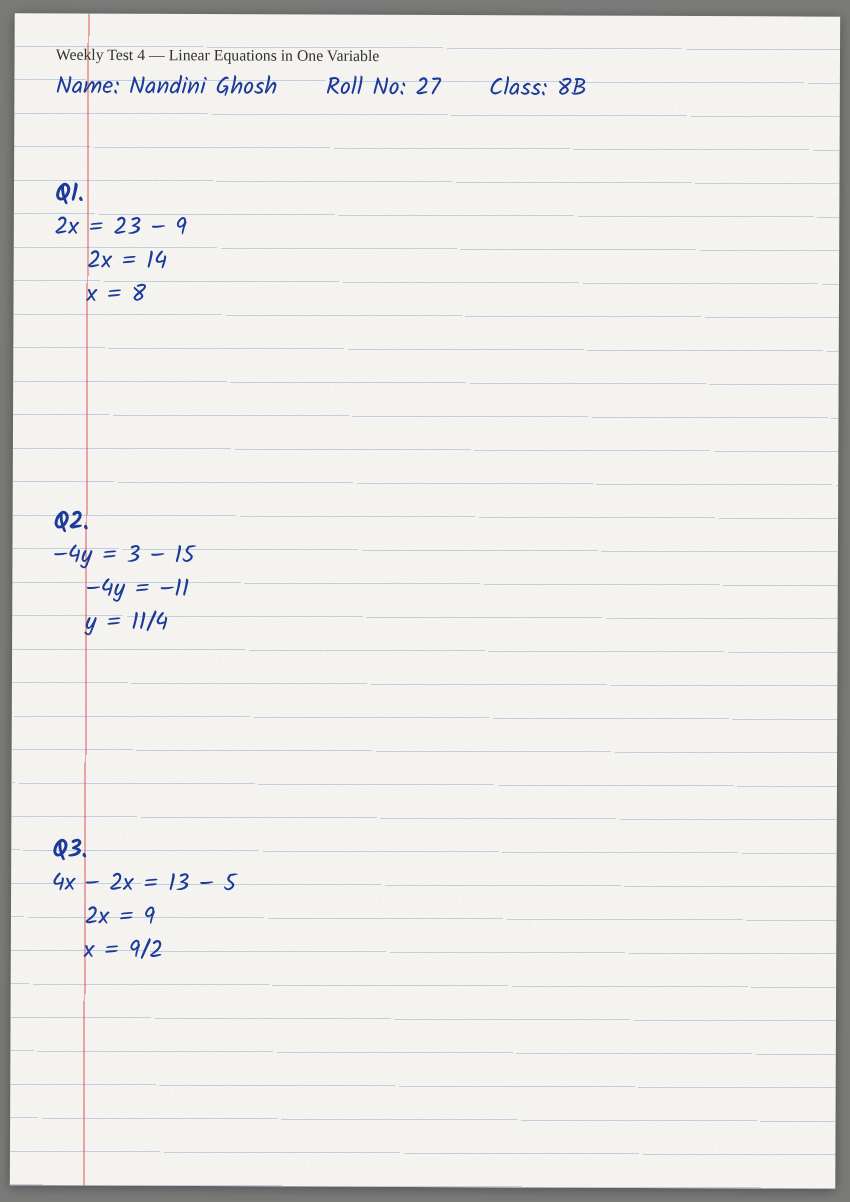 Weekly Test 4 — Linear Equations in One Variable
Name: Nandini Ghosh Roll No: 27 Class: 8B
Q1.
2x = 23 − 9
2x = 14
x = 8
Q2.
−4y = 3 − 15
−4y = −11
y = 11/4
Q3.
4x − 2x = 13 − 5
2x = 9
x = 9/2